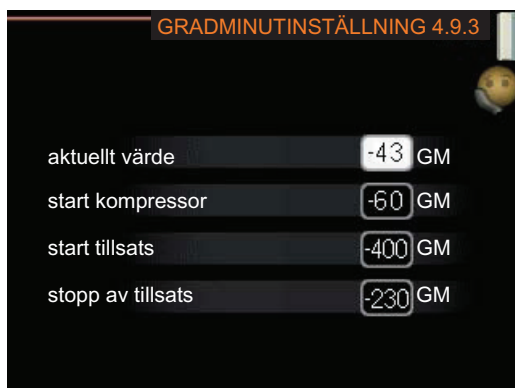 GRADMINUTINSTÄLLNING 4.9.3
aktuellt värde -43 GM
start kompressor -60 GM
start tillsats -400 GM
stopp av tillsats -230 GM